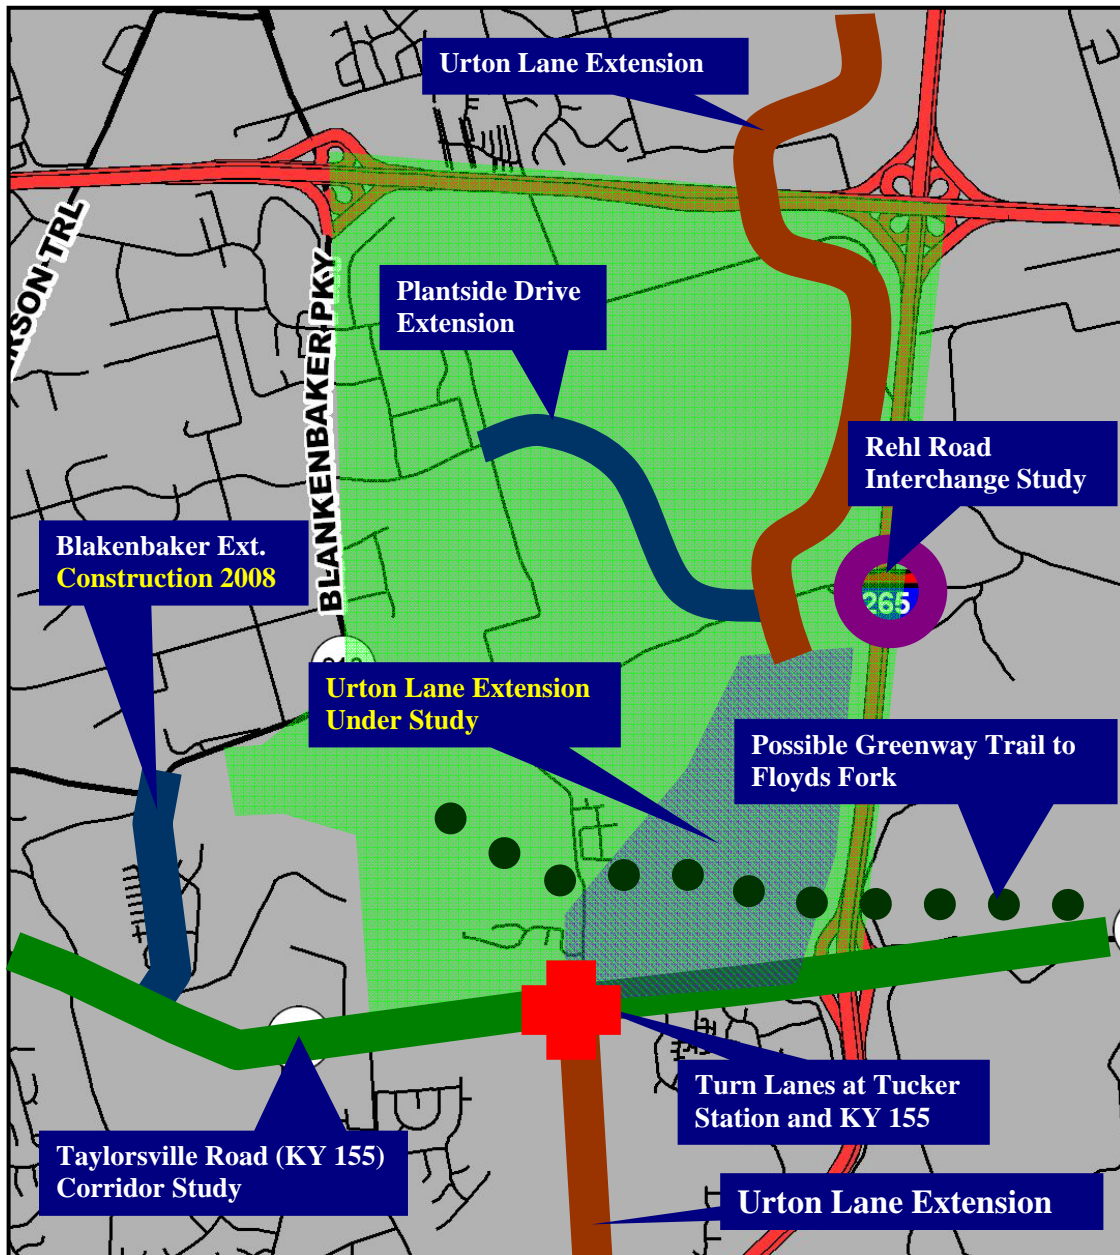 Urton Lane Extension
RSON TRL
BLANKENBAKER PKY
Plantside Drive
Extension
Rehl Road
Interchange Study
Blakenbaker Ext.
Construction 2008
265
Urton Lane Extension
Under Study
Possible Greenway Trail to
Floyds Fork
Turn Lanes at Tucker
Station and KY 155
Taylorsville Road (KY 155)
Corridor Study
Urton Lane Extension